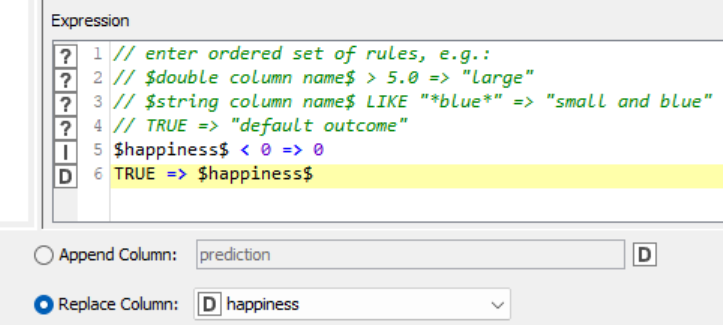 Expression
? 1 // enter ordered set of rules, e.g.:
? 2 // $double column name$ > 5.0 => "large"
? 3 // $string column name$ LIKE "*blue*" => "small and blue"
? 4 // TRUE => "default outcome"
I 5 $happiness$ < 0 => 0
D 6 TRUE => $happiness$
Append Column: prediction D
Replace Column: D happiness